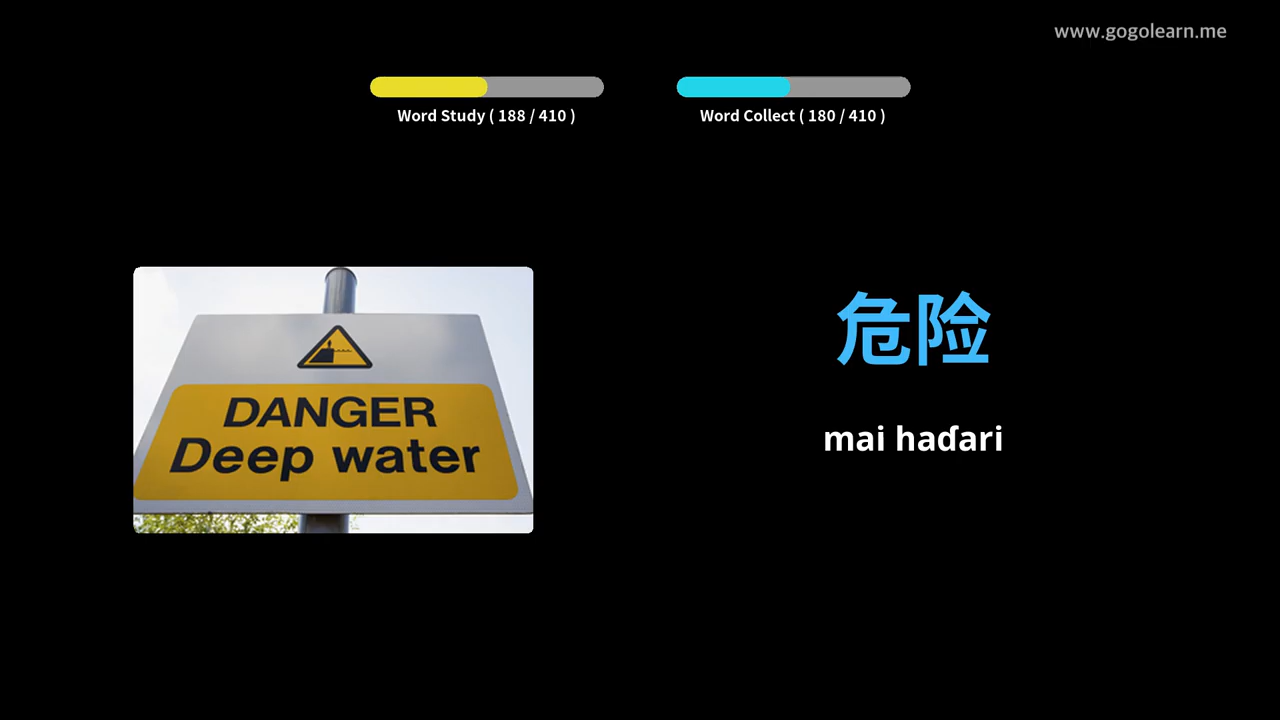 www.gogolearn.me
Word Study ( 188 / 410 )
Word Collect ( 180 / 410 )
DANGER
Deep water
危险
mai haɗari